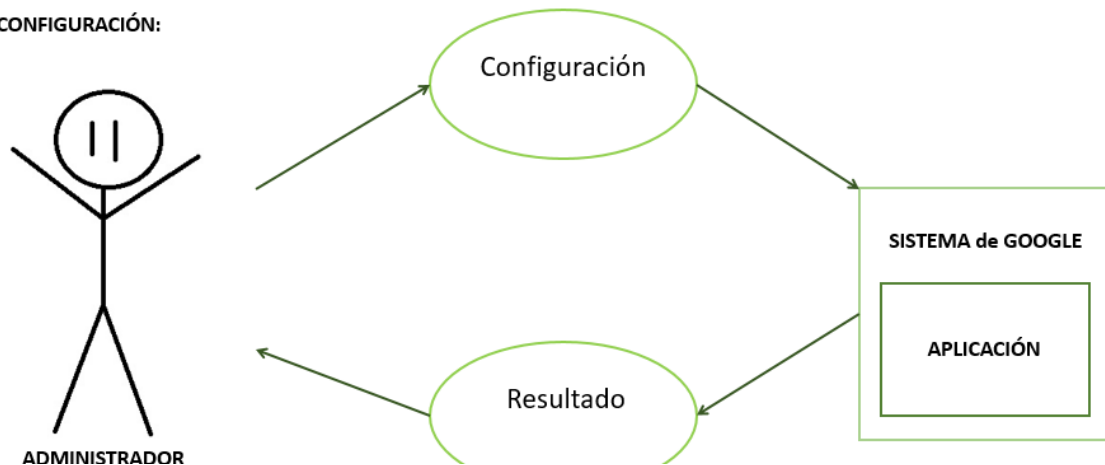 CONFIGURACIÓN:
Configuración
SISTEMA de GOOGLE
APLICACIÓN
Resultado
ADMINISTRADOR